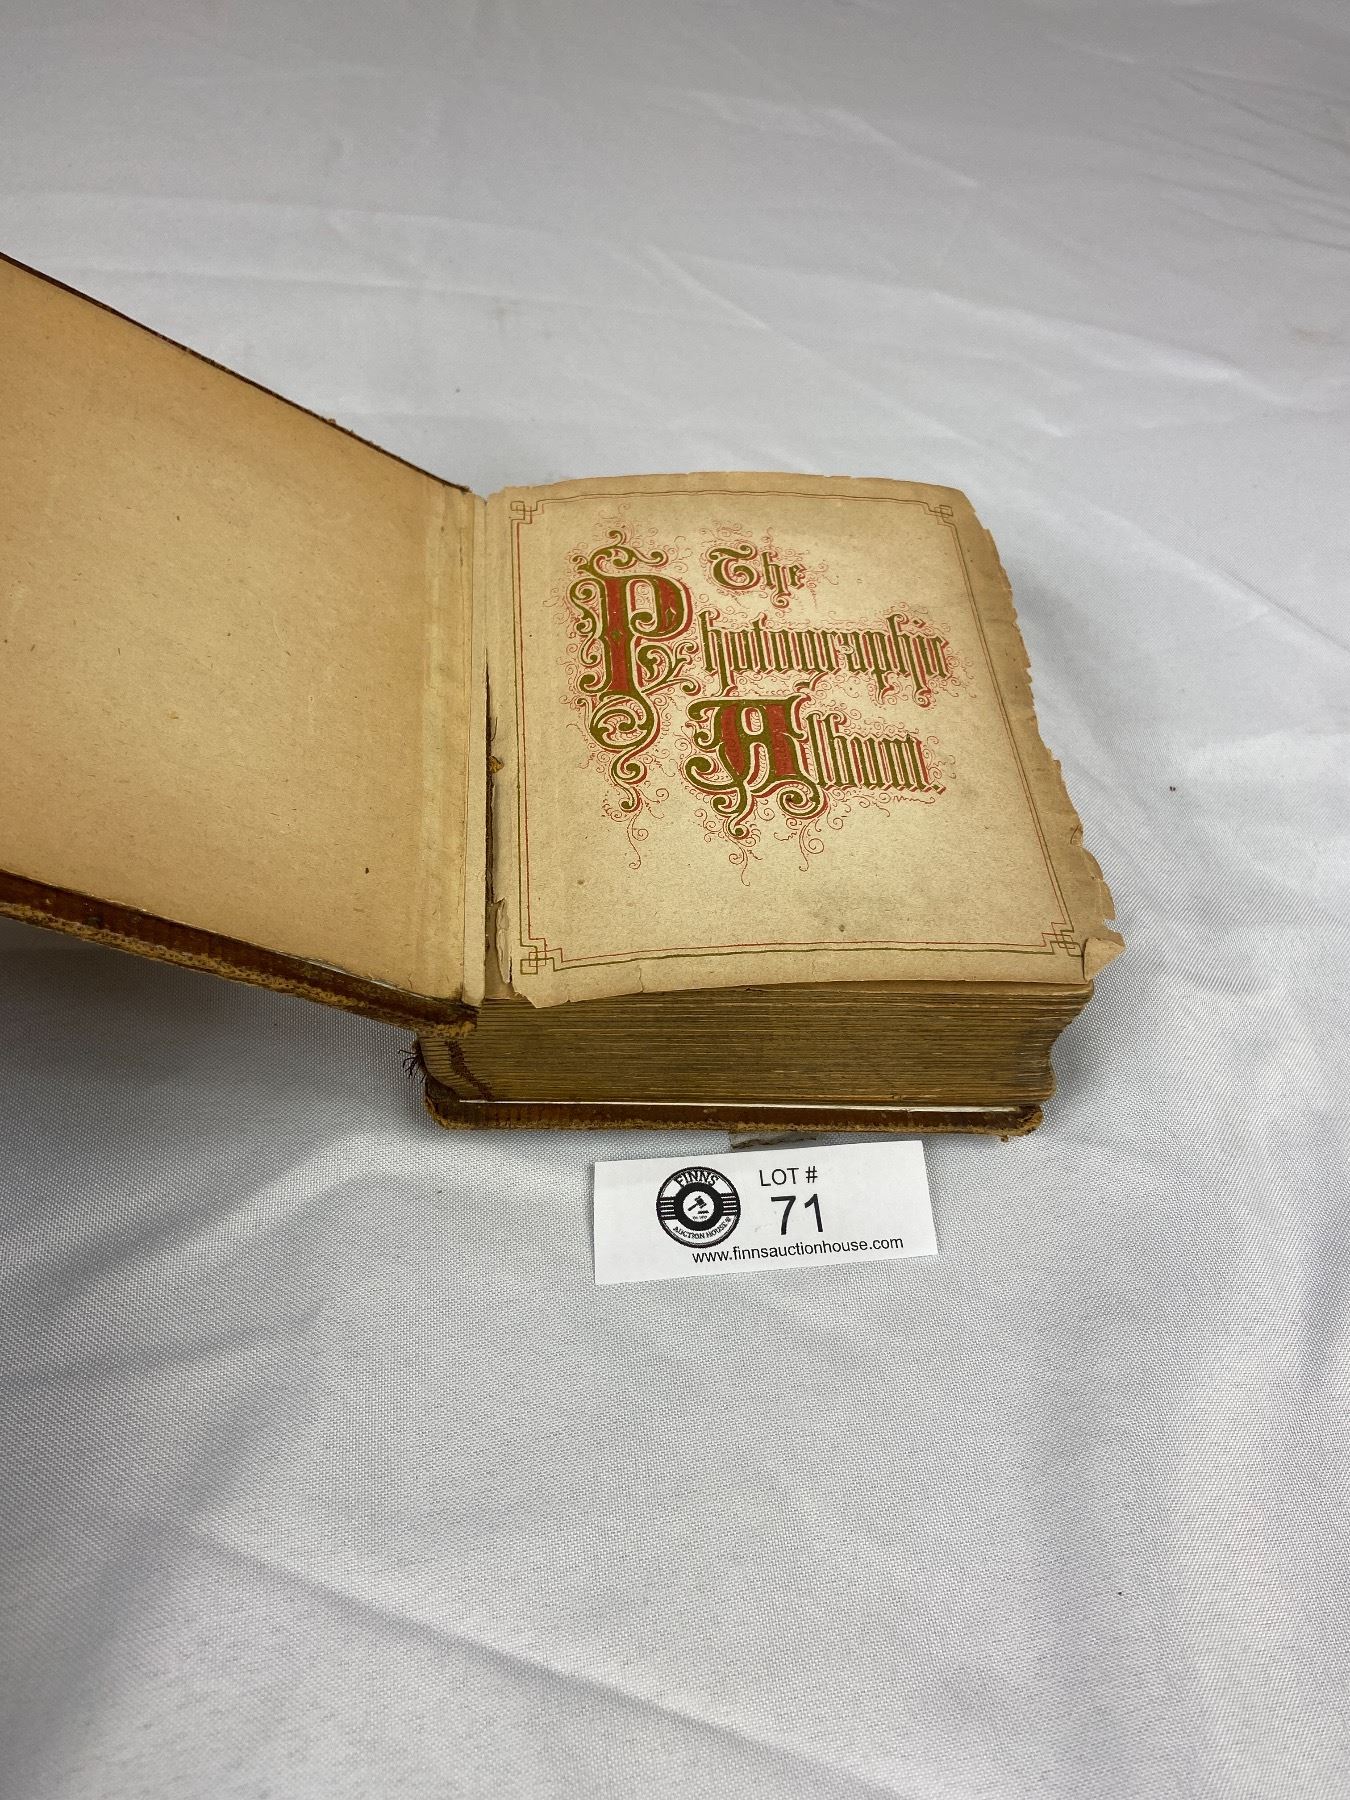 The
Photographic
Album.
FINNS
AUCTION HOUSE
LOT #
71
www.finnsauctionhouse.com